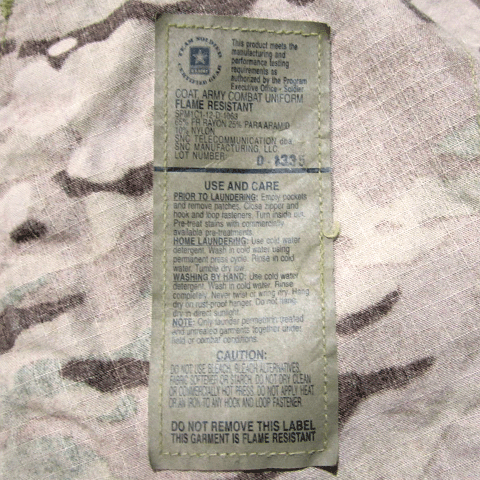 TEAM SOLDIER
CERTIFIED GEAR
This product meets the
manufacturing and
performance testing
requirements as
authorized by the Program
Executive Office - Soldier
COAT, ARMY COMBAT UNIFORM
FLAME RESISTANT
SPM1C1-12-D-1063
65% FR RAYON 25% PARA ARAMID
10% NYLON
SNC TELECOMMUNICATION dba
SNC MANUFACTURING, LLC
LOT NUMBER 0-1335
USE AND CARE
PRIOR TO LAUNDERING: Empty pockets
and remove patches. Close zipper and
hook and loop fasteners. Turn inside out.
Pre-treat stains with commercially
available pre-treatments.
HOME LAUNDERING: Use cold water
detergent. Wash in cold water using
permanent press cycle. Rinse in cold
water. Tumble dry low.
WASHING BY HAND: Use cold water
detergent. Wash in cold water. Rinse
completely. Never twist or wring dry. Hang
dry on rust-proof hanger. Do not hang
dry in direct sunlight.
NOTE: Only launder permethrin treated
and untreated garments together under
field or combat conditions.
CAUTION:
DO NOT USE BLEACH, BLEACH ALTERNATIVES,
FABRIC SOFTENER OR STARCH. DO NOT DRY CLEAN
OR COMMERCIALLY HOT PRESS. DO NOT APPLY HEAT
OR AN IRON TO ANY HOOK AND LOOP FASTENER.
DO NOT REMOVE THIS LABEL
THIS GARMENT IS FLAME RESISTANT